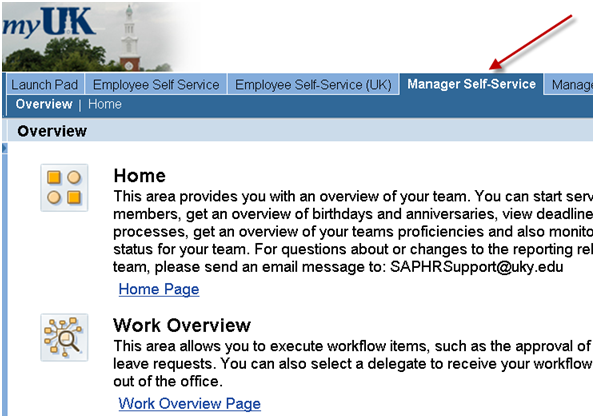 myUK
Launch Pad Employee Self Service Employee Self-Service (UK) Manager Self-Service
Overview | Home
Overview
Home
This area provides you with an overview of your team. You can start
members, get an overview of birthdays and anniversaries, view
processes, get an overview of your teams proficiencies and also
status for your team. For questions about or changes to the reporting
team, please send an email message to: SAPHRSupport@uky.edu
Home Page
Work Overview
This area allows you to execute workflow items, such as the approval of
leave requests. You can also select a delegate to receive your workflow
out of the office.
Work Overview Page